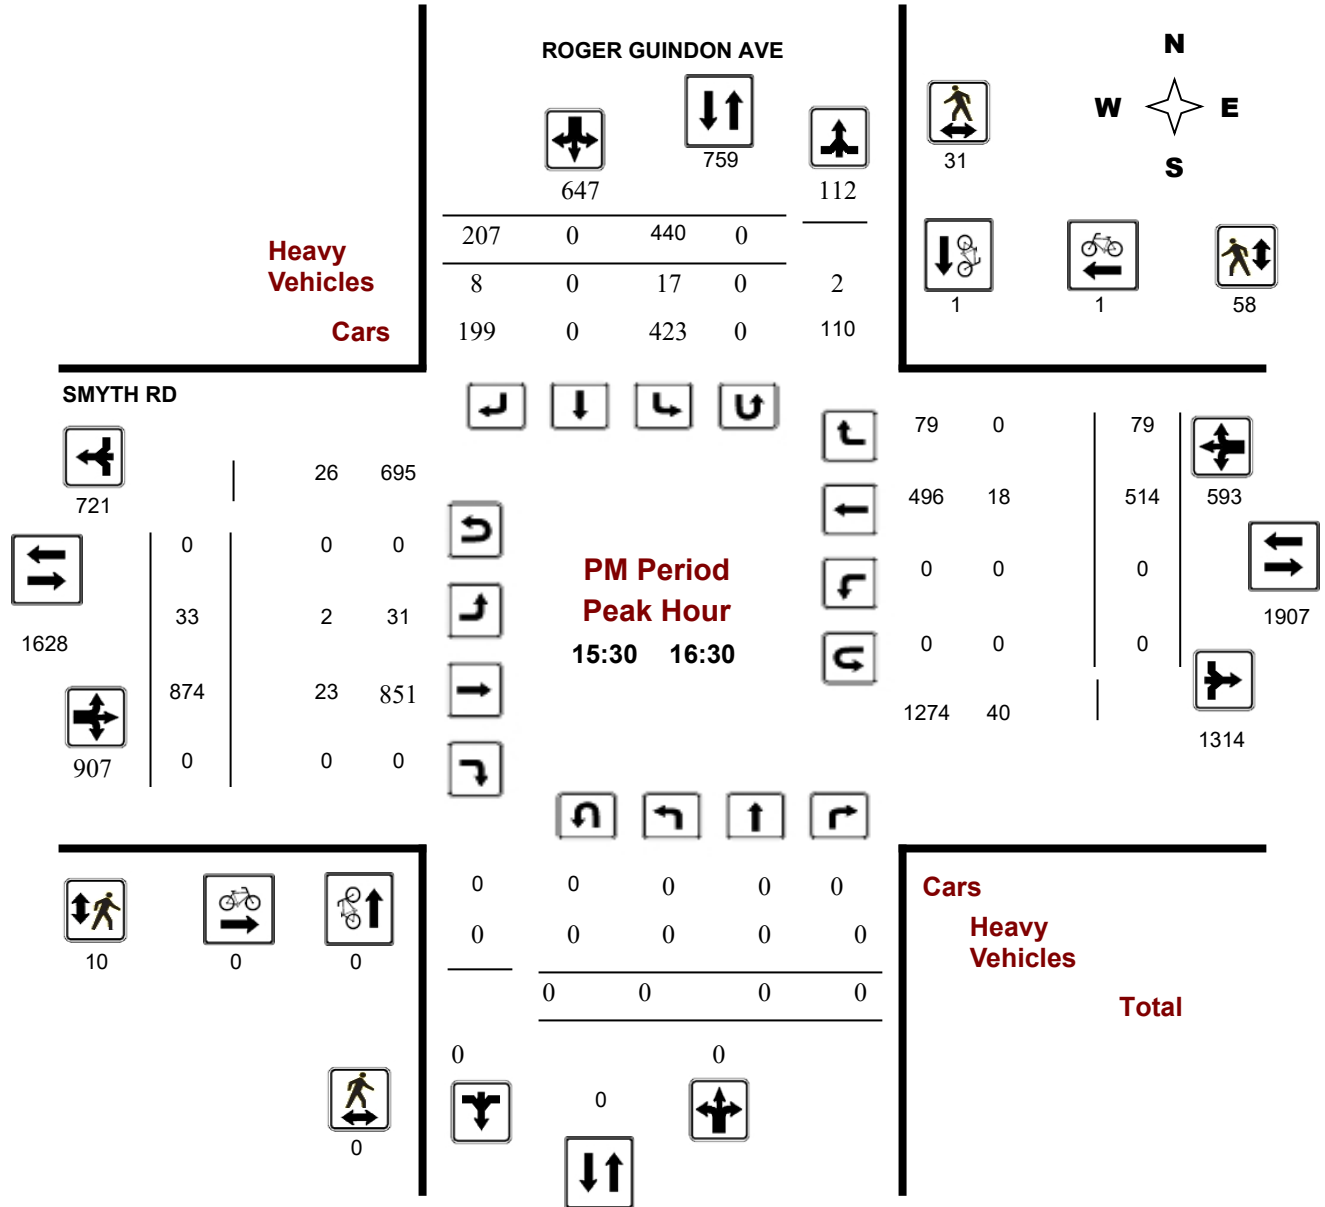 ROGER GUINDON AVE
N
W E
S
759
31
647 112
207 0 440 0
Heavy
Vehicles
8 0 17 0 2
1 1 58
Cars
199 0 423 0 110
SMYTH RD
79 0 79
26 695
721
496 18 514 593
0 0 0
PM Period
0 0 0
33 2 31
Peak Hour
1907
1628
15:30 16:30
0 0 0
874 23 851
1274 40
1314
907 0 0 0
0 0 0 0 0
Cars
0 0 0 0 0
Heavy
Vehicles
10 0 0
0 0 0 0
Total
0 0
0
0